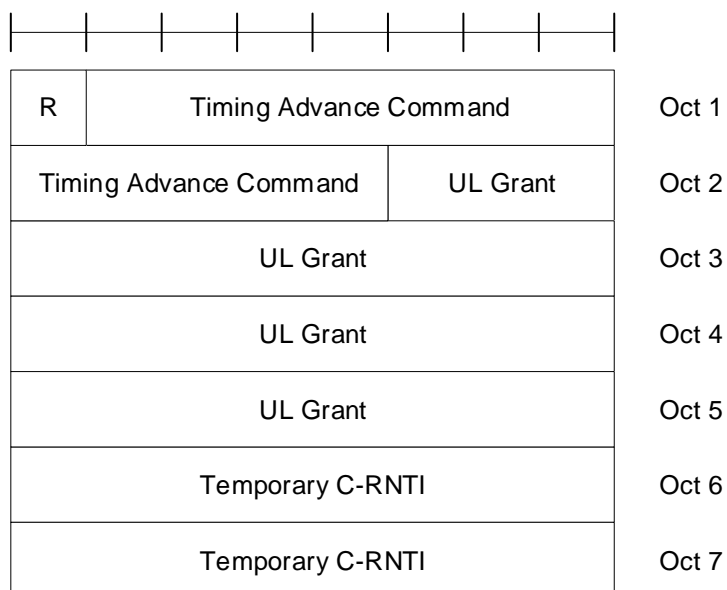 R Timing Advance Command Oct 1
Timing Advance Command UL Grant Oct 2
UL Grant Oct 3
UL Grant Oct 4
UL Grant Oct 5
Temporary C-RNTI Oct 6
Temporary C-RNTI Oct 7